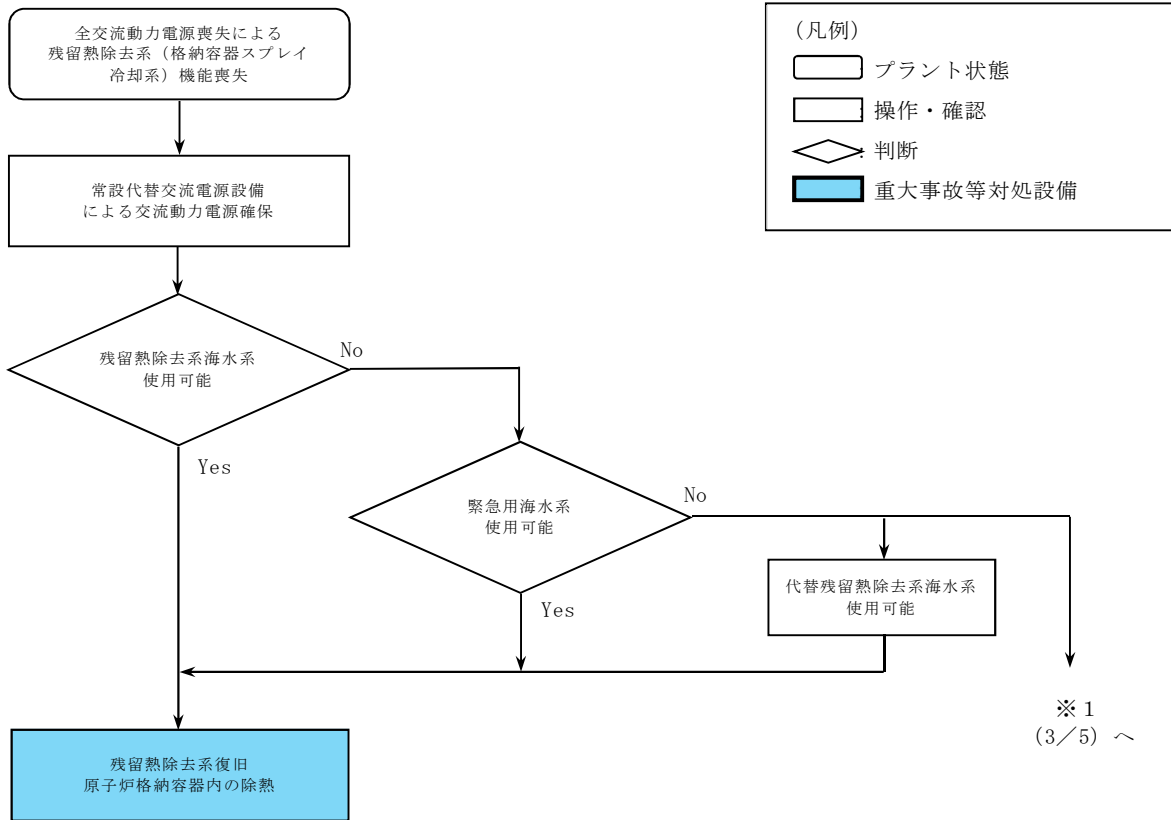 全交流動力電源喪失による
残留熱除去系（格納容器スプレイ
冷却系）機能喪失
常設代替交流電源設備
による交流動力電源確保
残留熱除去系海水系
使用可能
No
Yes
緊急用海水系
使用可能
No
Yes
代替残留熱除去系海水系
使用可能
※１
(3／5) へ
残留熱除去系復旧
原子炉格納容器内の除熱
(凡例)
プラント状態
操作・確認
: 判断
重大事故等対処設備